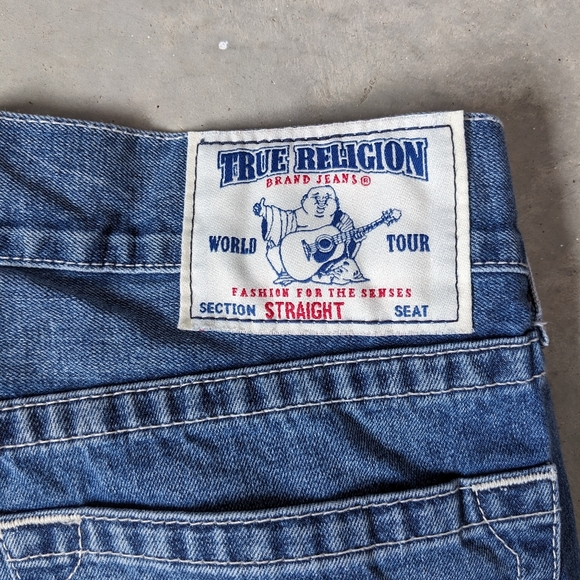 TRUE RELIGION
BRAND JEANS®
WORLD TOUR
FASHION FOR THE SENSES
SECTION STRAIGHT SEAT